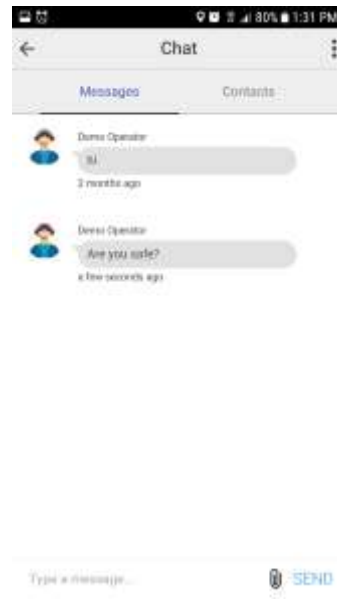 80% 1:31 PM
Chat
Messages Contacts
Demo Operator
Hi
2 months ago
Demo Operator
Are you safe?
a few seconds ago
Type a message...
SEND